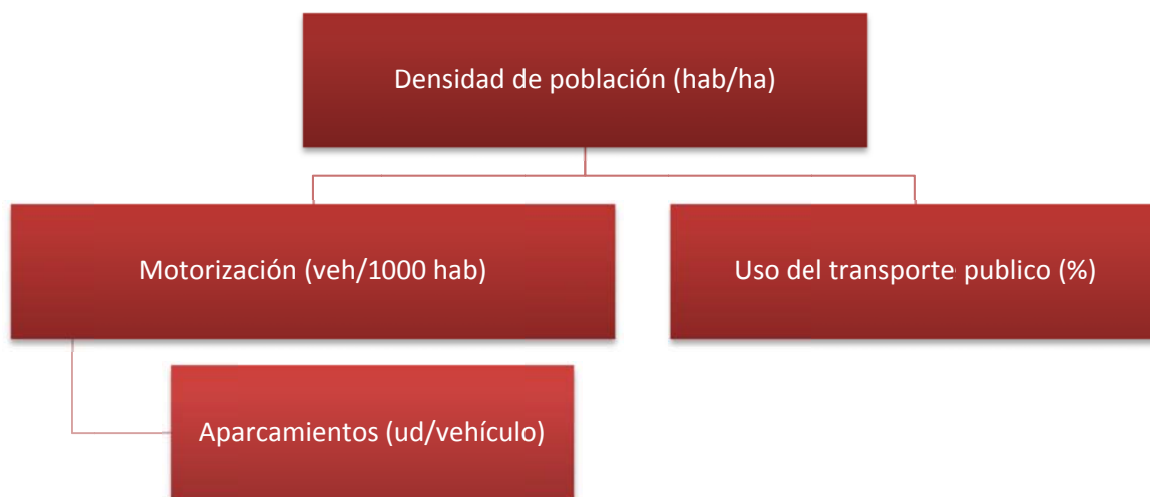 Densidad de población (hab/ha)
Motorización (veh/1000 hab)
Uso del transporte publico (%)
Aparcamientos (ud/vehículo)